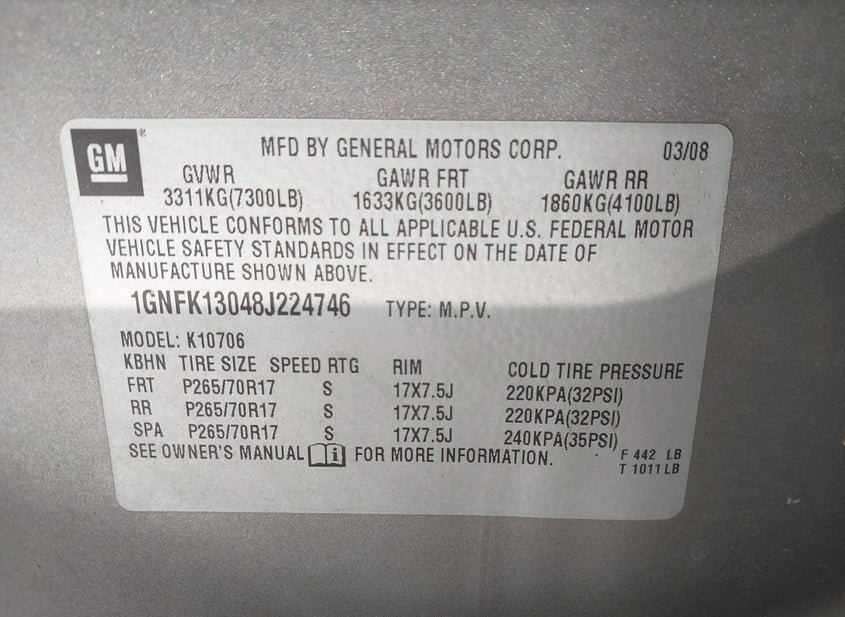 GM ®
MFD BY GENERAL MOTORS CORP. 03/08
GVWR GAWR FRT GAWR RR
3311KG(7300LB) 1633KG(3600LB) 1860KG(4100LB)
THIS VEHICLE CONFORMS TO ALL APPLICABLE U.S. FEDERAL MOTOR
VEHICLE SAFETY STANDARDS IN EFFECT ON THE DATE OF
MANUFACTURE SHOWN ABOVE.
1GNFK13048J224746 TYPE: M.P.V.
MODEL: K10706
KBHN TIRE SIZE SPEED RTG RIM COLD TIRE PRESSURE
FRT P265/70R17 S 17X7.5J 220KPA(32PSI)
RR P265/70R17 S 17X7.5J 220KPA(32PSI)
SPA P265/70R17 S 17X7.5J 240KPA(35PSI)
SEE OWNER'S MANUAL i FOR MORE INFORMATION. F 442 LB
T 1011 LB